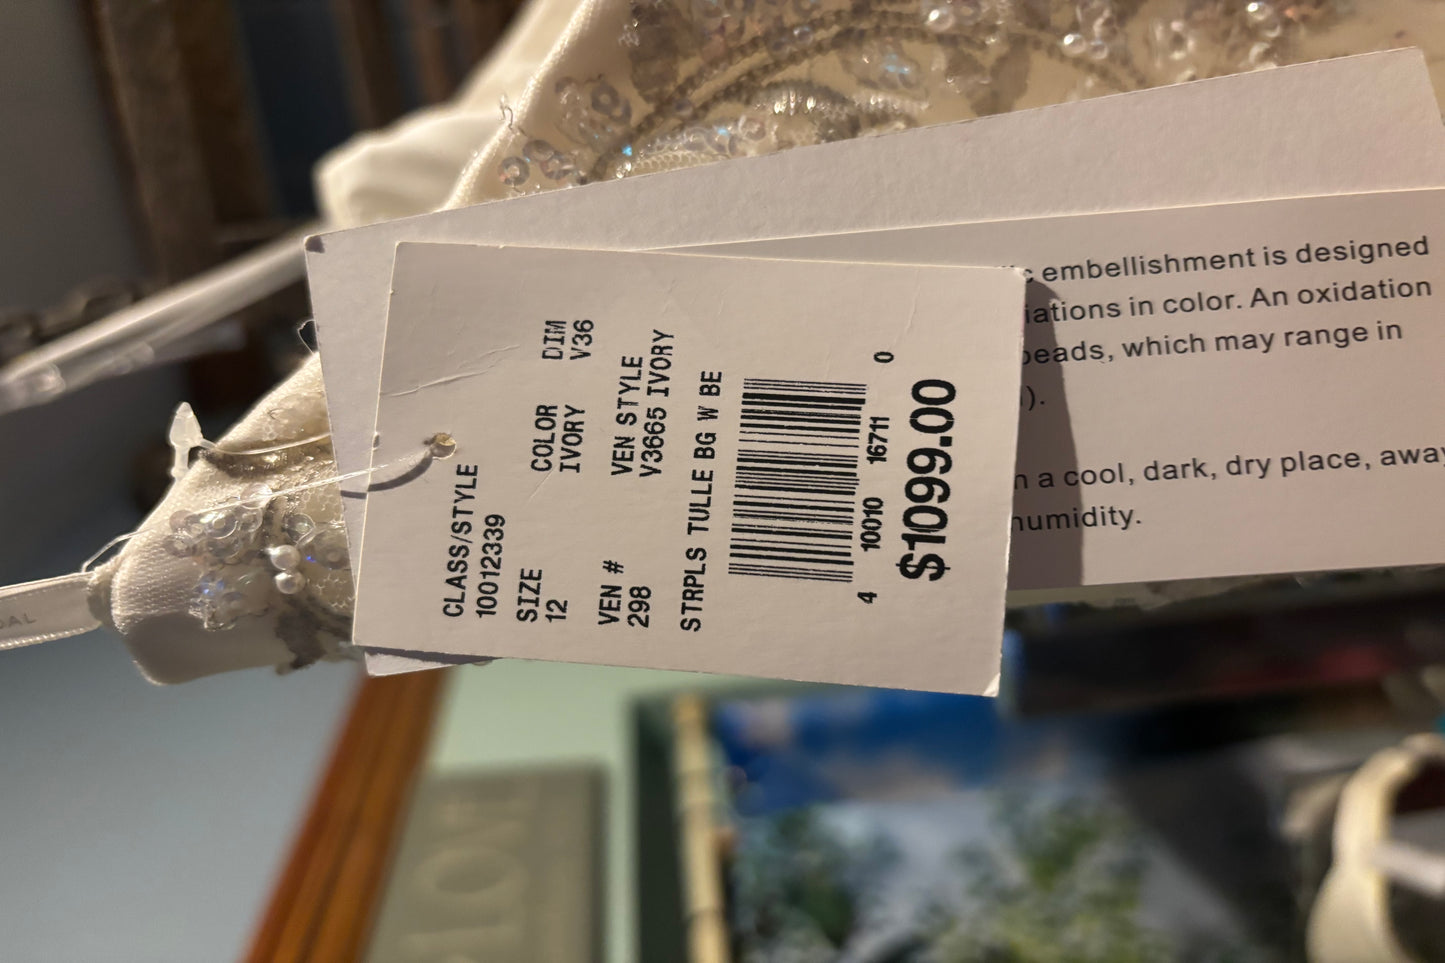 CLASS/STYLE
10012339
SIZE COLOR DIM
12 IVORY V36
VEN # VEN STYLE
298 V3665 IVORY
STRPLS TULLE BG W BE
4 10010 16711 0
$1099.00
embellishment is designed
iations in color. An oxidation
beads, which may range in
).
n a cool, dark, dry place, away
humidity.